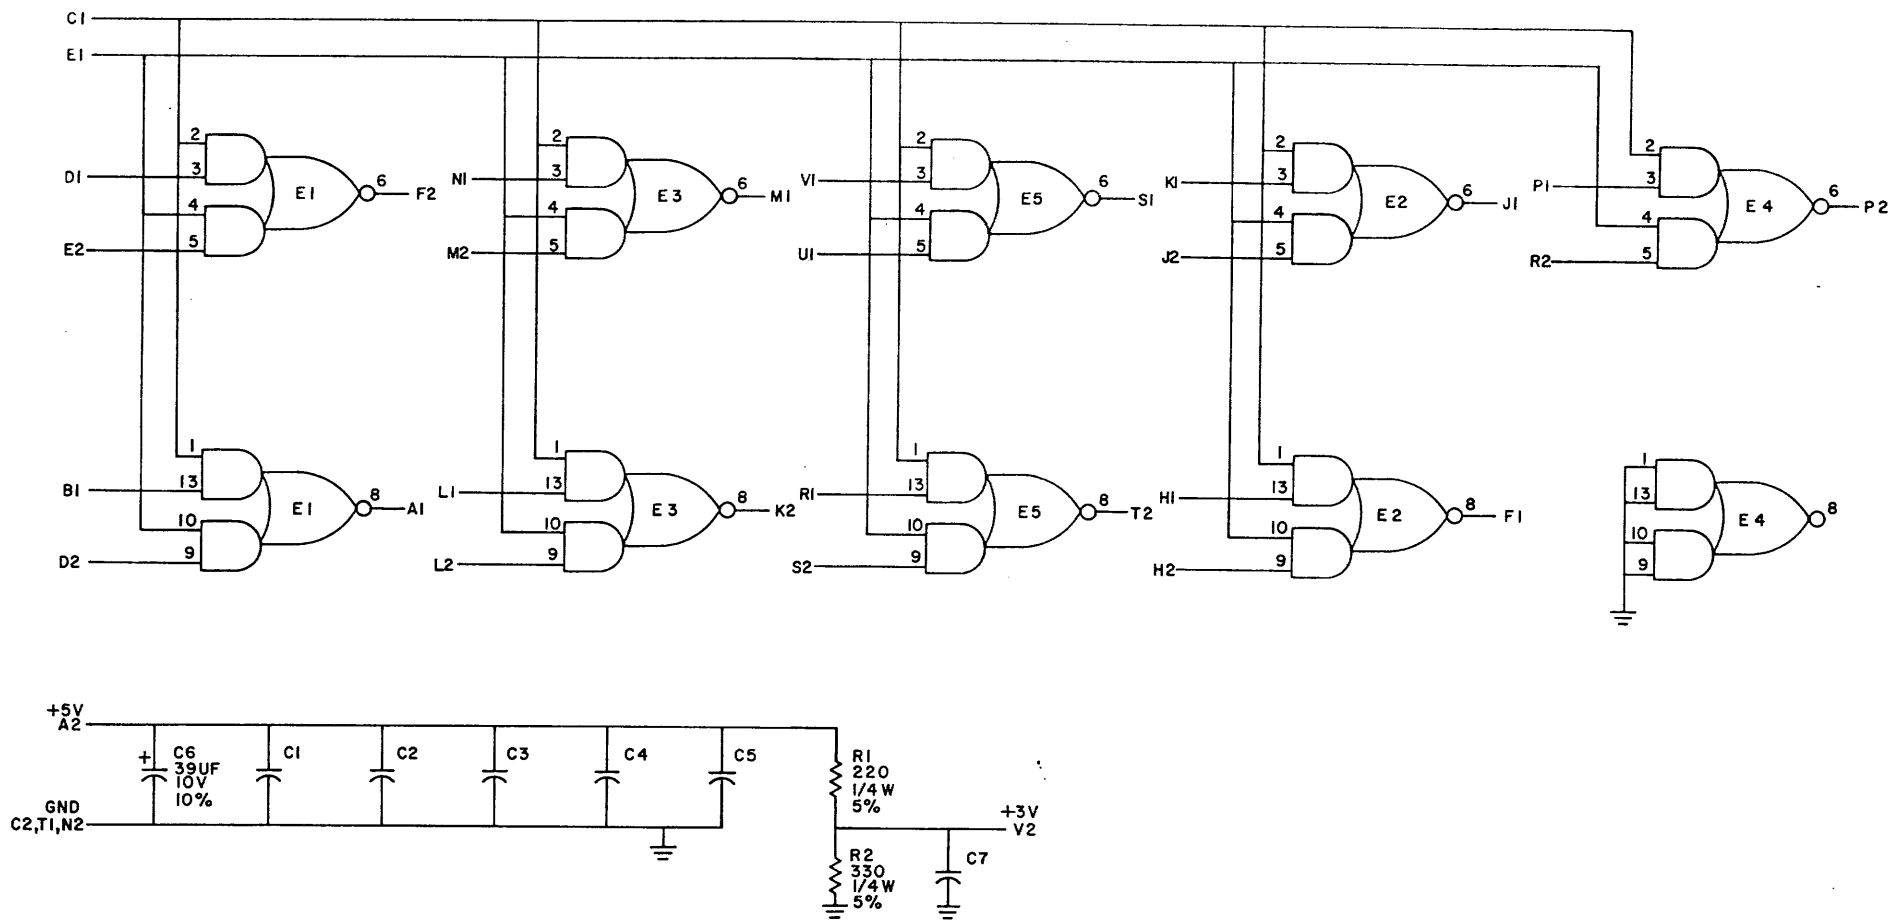 C1
E1
2
3
D1
4
5
E2
E1
6
F2
2
3
N1
4
5
M2
E3
6
M1
2
3
V1
4
5
U1
E5
6
S1
2
3
K1
4
5
J2
E2
6
J1
2
3
P1
4
5
R2
E4
6
P2
1
13
B1
10
9
D2
E1
8
A1
1
13
L1
10
9
L2
E3
8
K2
1
13
R1
10
9
S2
E5
8
T2
1
13
H1
10
9
H2
E2
8
F1
1
13
10
9
E4
8
+5V
A2
+
C6
39UF
10V
10%
C1
C2
C3
C4
C5
GND
C2,T1,N2
R1
220
1/4W
5%
+3V
V2
R2
330
1/4W
5%
C7